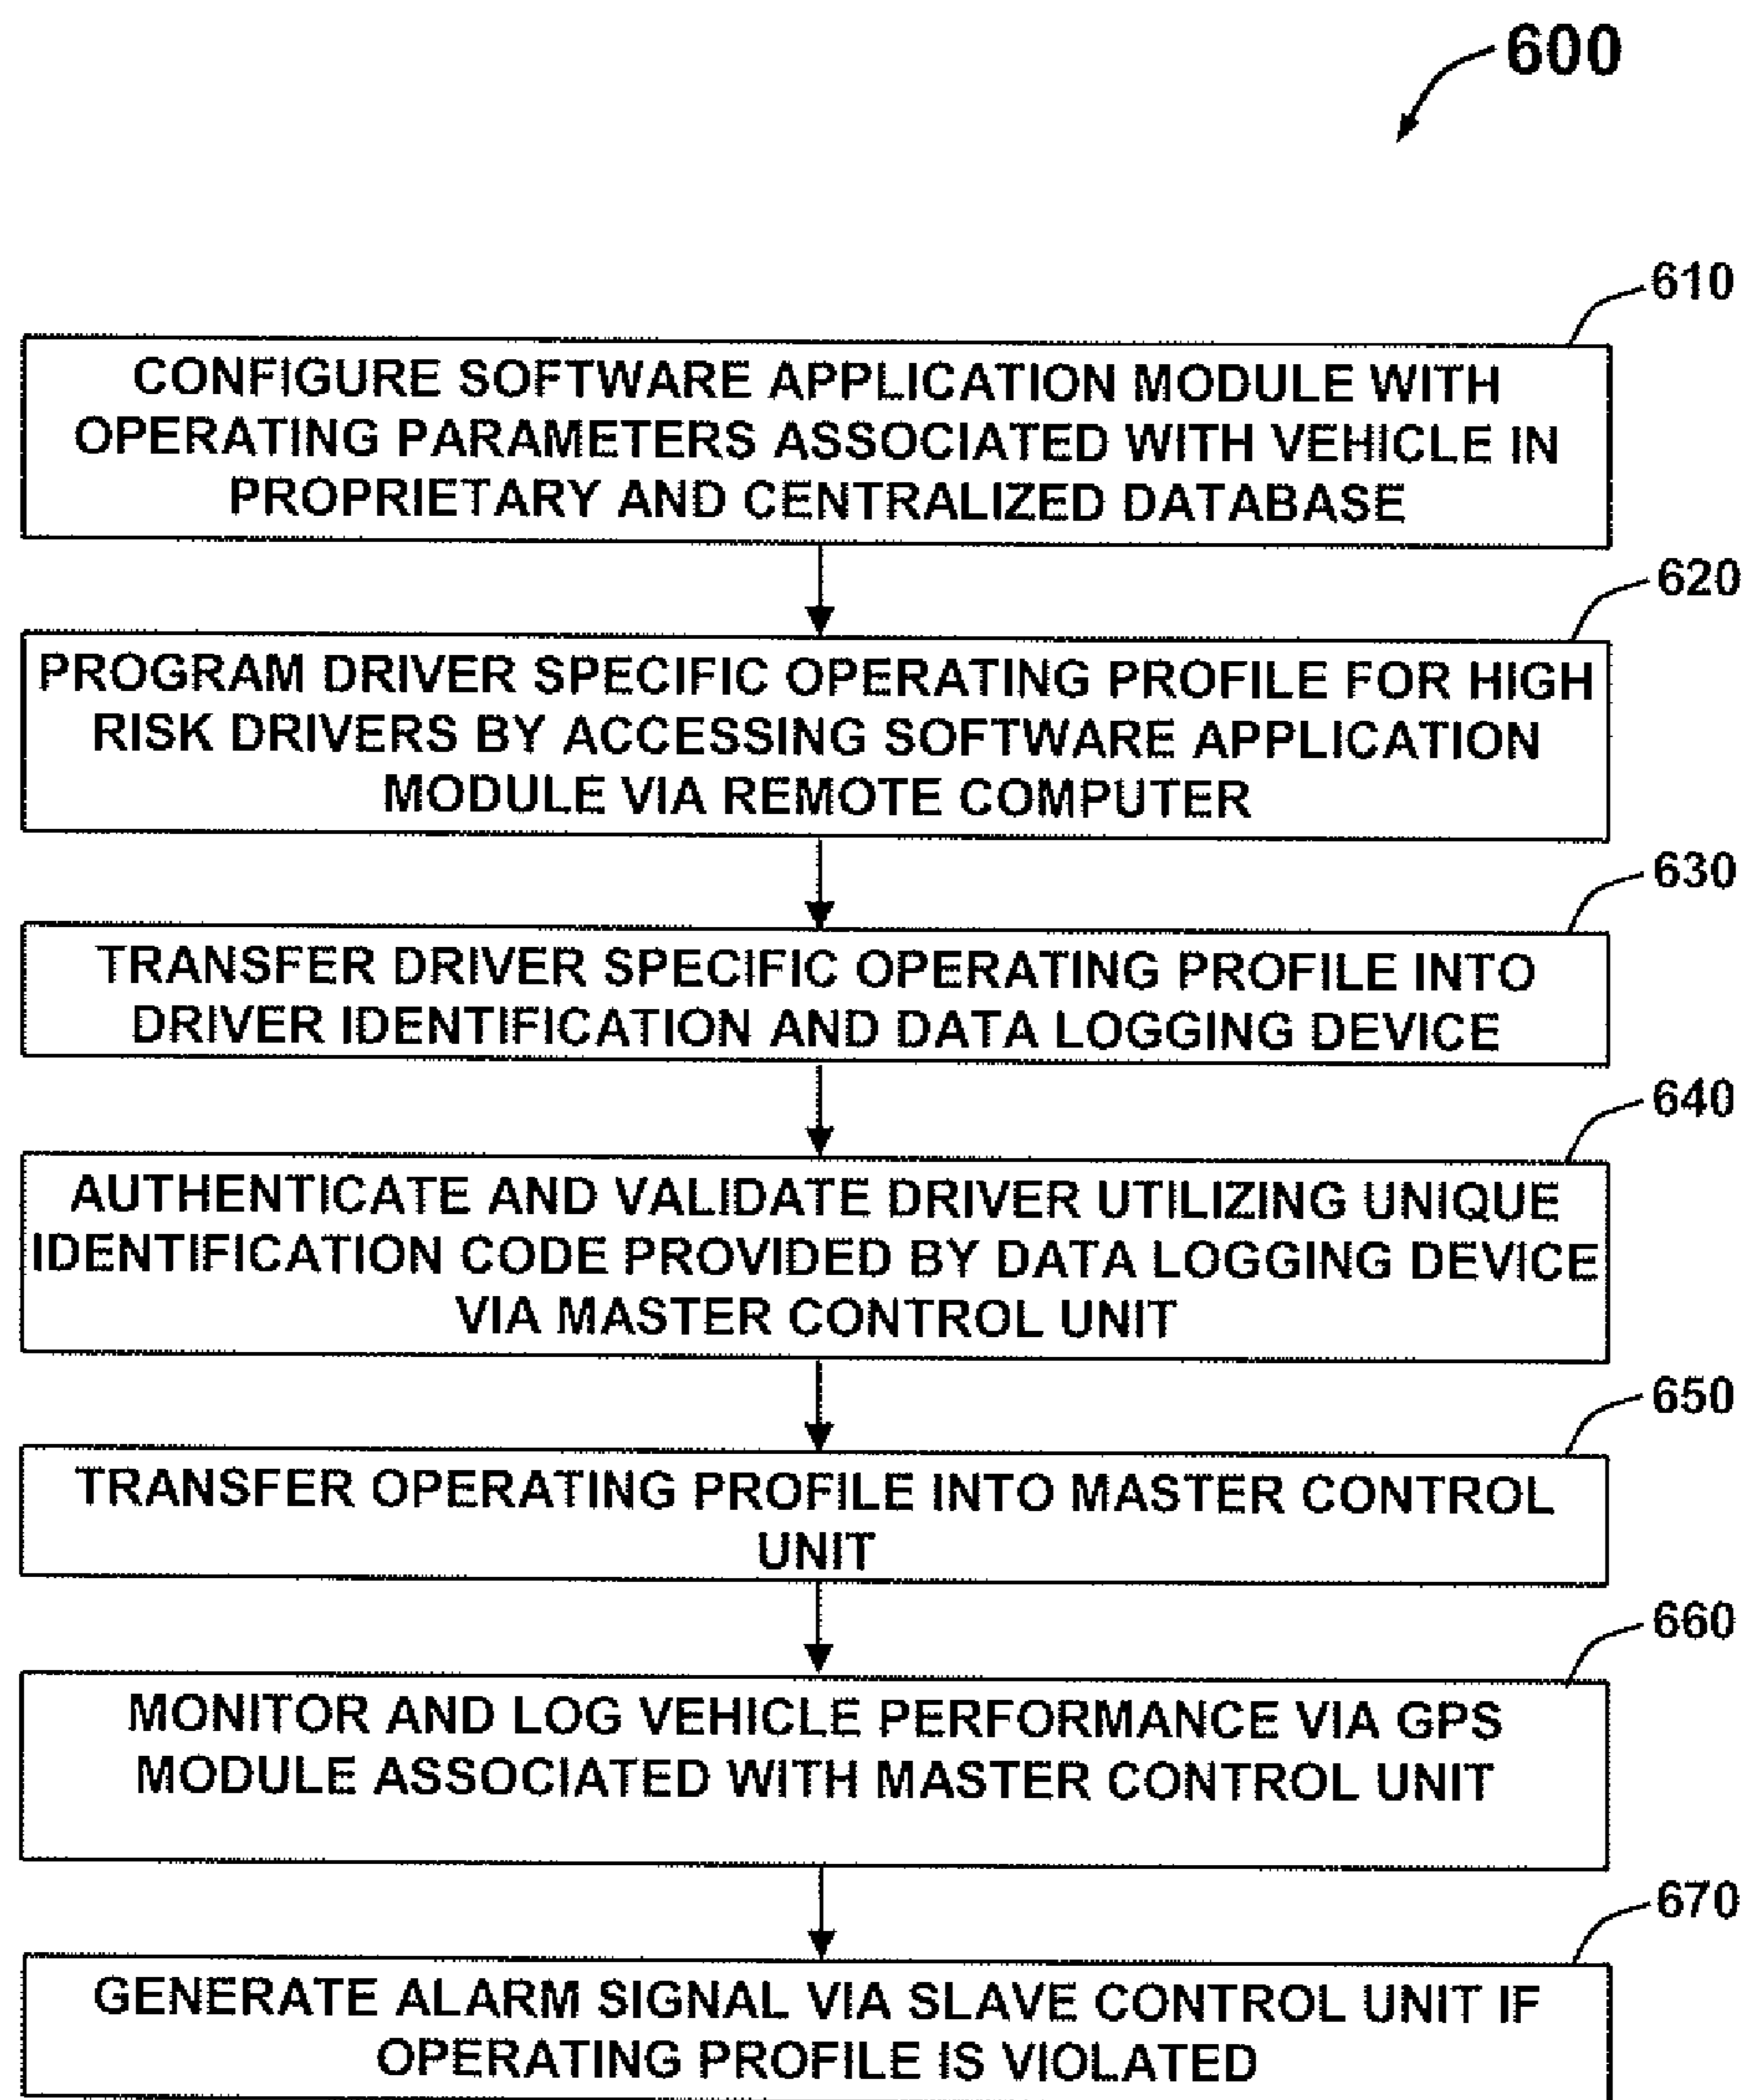 600
610
CONFIGURE SOFTWARE APPLICATION MODULE WITH
OPERATING PARAMETERS ASSOCIATED WITH VEHICLE IN
PROPRIETARY AND CENTRALIZED DATABASE
620
PROGRAM DRIVER SPECIFIC OPERATING PROFILE FOR HIGH
RISK DRIVERS BY ACCESSING SOFTWARE APPLICATION
MODULE VIA REMOTE COMPUTER
630
TRANSFER DRIVER SPECIFIC OPERATING PROFILE INTO
DRIVER IDENTIFICATION AND DATA LOGGING DEVICE
640
AUTHENTICATE AND VALIDATE DRIVER UTILIZING UNIQUE
IDENTIFICATION CODE PROVIDED BY DATA LOGGING DEVICE
VIA MASTER CONTROL UNIT
650
TRANSFER OPERATING PROFILE INTO MASTER CONTROL
UNIT
660
MONITOR AND LOG VEHICLE PERFORMANCE VIA GPS
MODULE ASSOCIATED WITH MASTER CONTROL UNIT
670
GENERATE ALARM SIGNAL VIA SLAVE CONTROL UNIT IF
OPERATING PROFILE IS VIOLATED